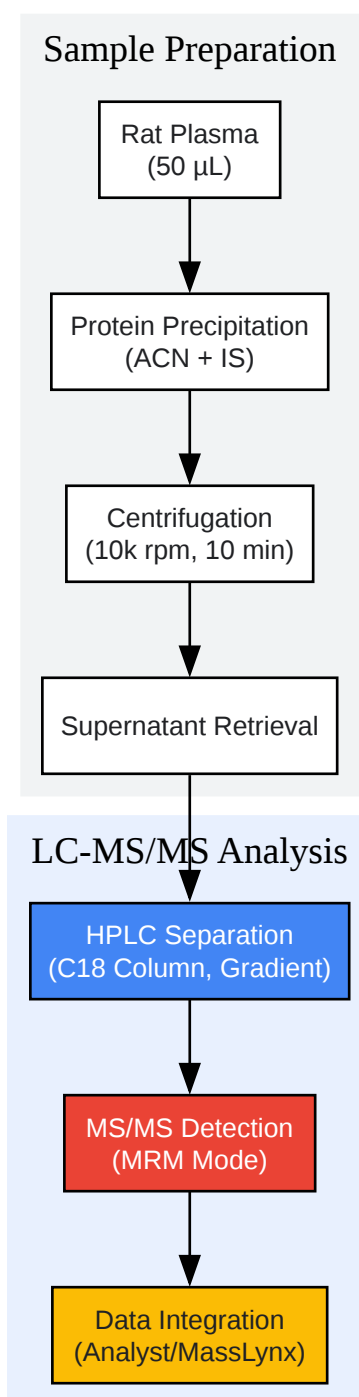 Sample Preparation
Rat Plasma
(50 µL)
Protein Precipitation
(ACN + IS)
Centrifugation
(10k rpm, 10 min)
Supernatant Retrieval
LC-MS/MS Analysis
HPLC Separation
(C18 Column, Gradient)
MS/MS Detection
(MRM Mode)
Data Integration
(Analyst/MassLynx)